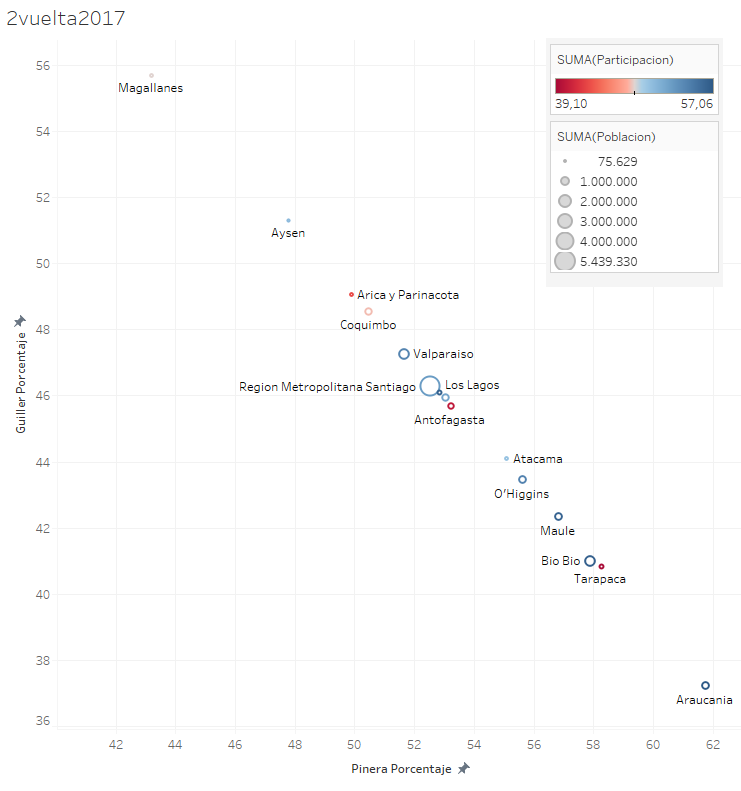 2vuelta2017
SUMA(Participacion)
39,10 57,06
SUMA(Poblacion)
75.629
1.000.000
2.000.000
3.000.000
4.000.000
5.439.330
56
54
52
50
48
46
44
42
40
38
36
Guiller Porcentaje
Magallanes
Aysen
Arica y Parinacota
Coquimbo
Valparaiso
Region Metropolitana Santiago
Los Lagos
Antofagasta
Atacama
O'Higgins
Maule
Bio Bio
Tarapaca
Araucania
42 44 46 48 50 52 54 56 58 60 62
Pinera Porcentaje